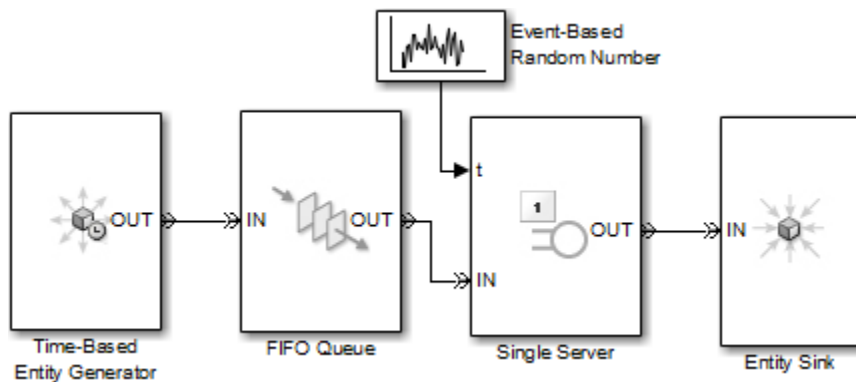 Event-Based
Random Number
OUT
IN
OUT
t
IN
1
OUT
IN
Time-Based
Entity Generator
FIFO Queue
Single Server
Entity Sink